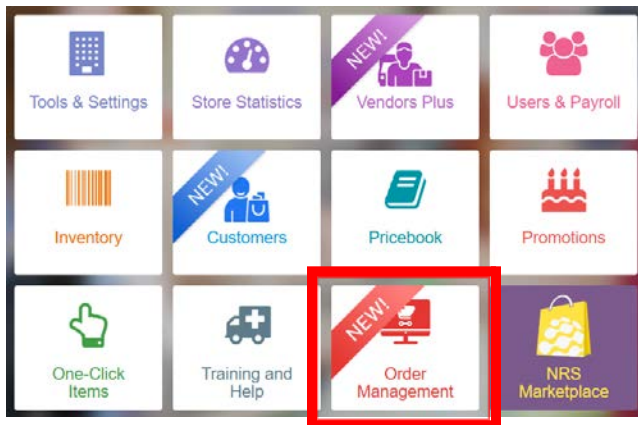 NEW!
Tools & Settings
Store Statistics
Vendors Plus
Users & Payroll
NEW!
Inventory
Customers
Pricebook
Promotions
NEW!
One-Click
Items
Training and
Help
Order
Management
NRS
Marketplace